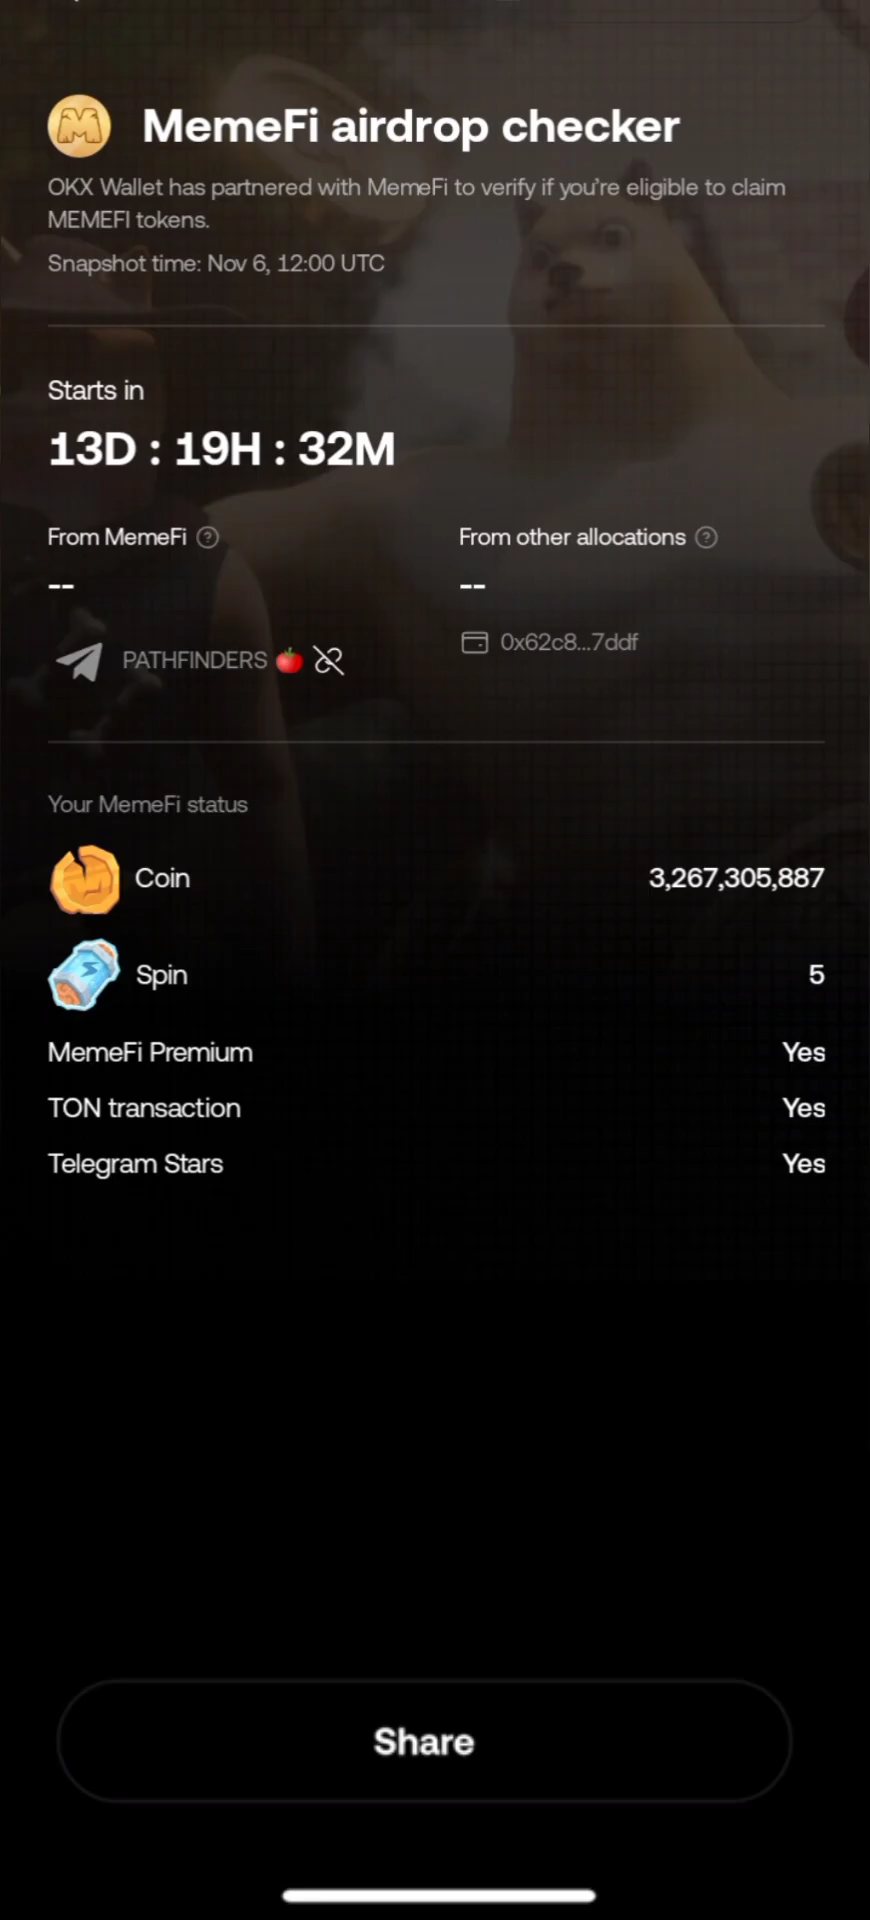 MemeFi airdrop checker
OKX Wallet has partnered with MemeFi to verify if you're eligible to claim
MEMEFI tokens.
Snapshot time: Nov 6, 12:00 UTC
Starts in
13D : 19H : 32M
From MemeFi
From other allocations
--
--
PATHFINDERS 🍅
0x62c8...7ddf
Your MemeFi status
Coin
3,267,305,887
Spin
5
MemeFi Premium
Yes
TON transaction
Yes
Telegram Stars
Yes
Share